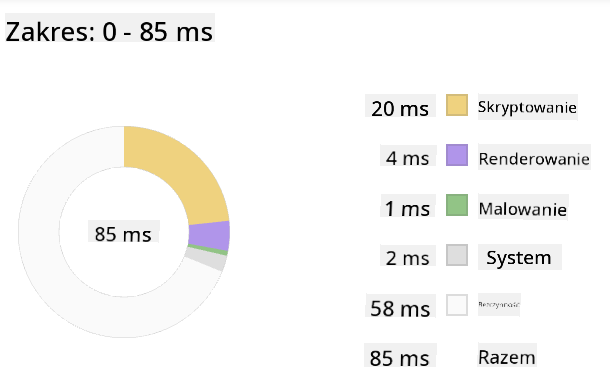 Zakres: 0 - 85 ms
20 ms Skryptowanie
4 ms Renderowanie
1 ms Malowanie
2 ms System
58 ms Bezczynność
85 ms Razem
85 ms